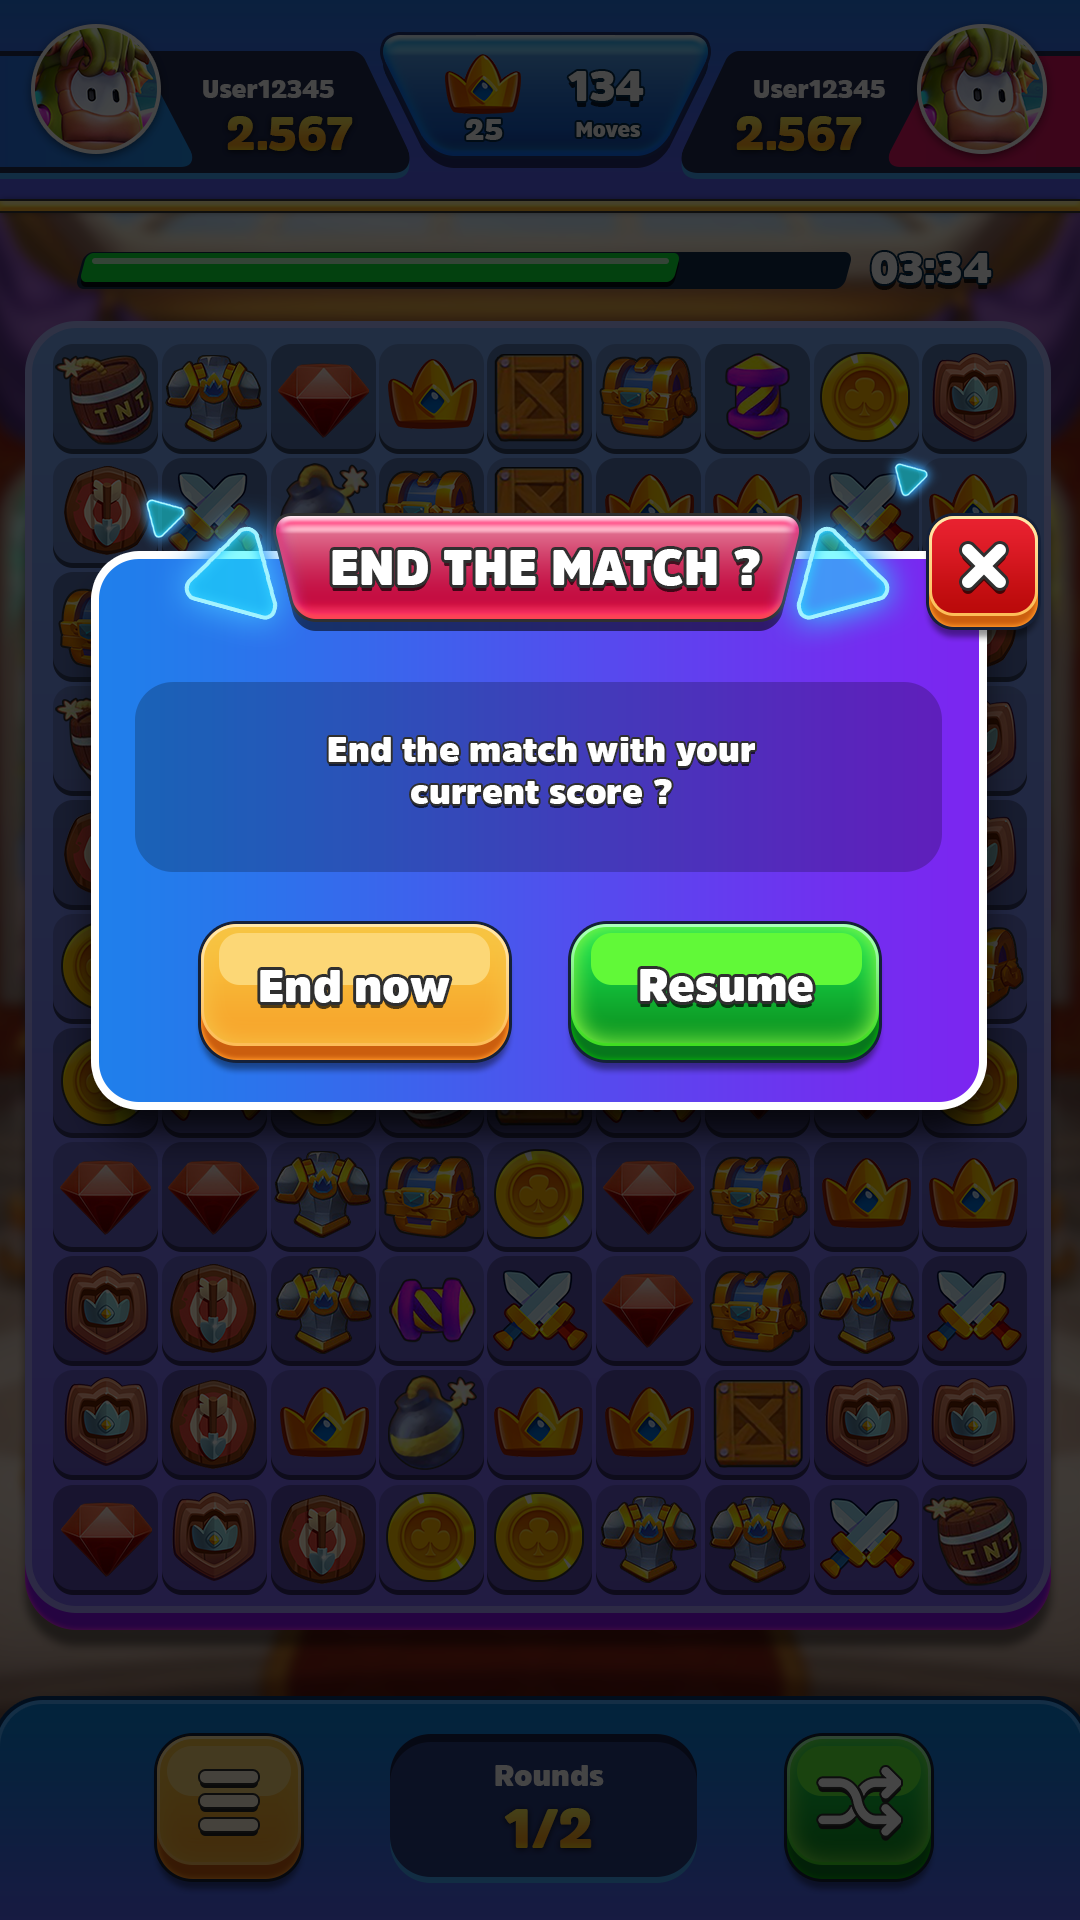 User12345
2.567
25
134
Moves
User12345
2.567
03:34
TNT
END THE MATCH ?
End the match with your
current score ?
End now
Resume
TNT
Rounds
1/2